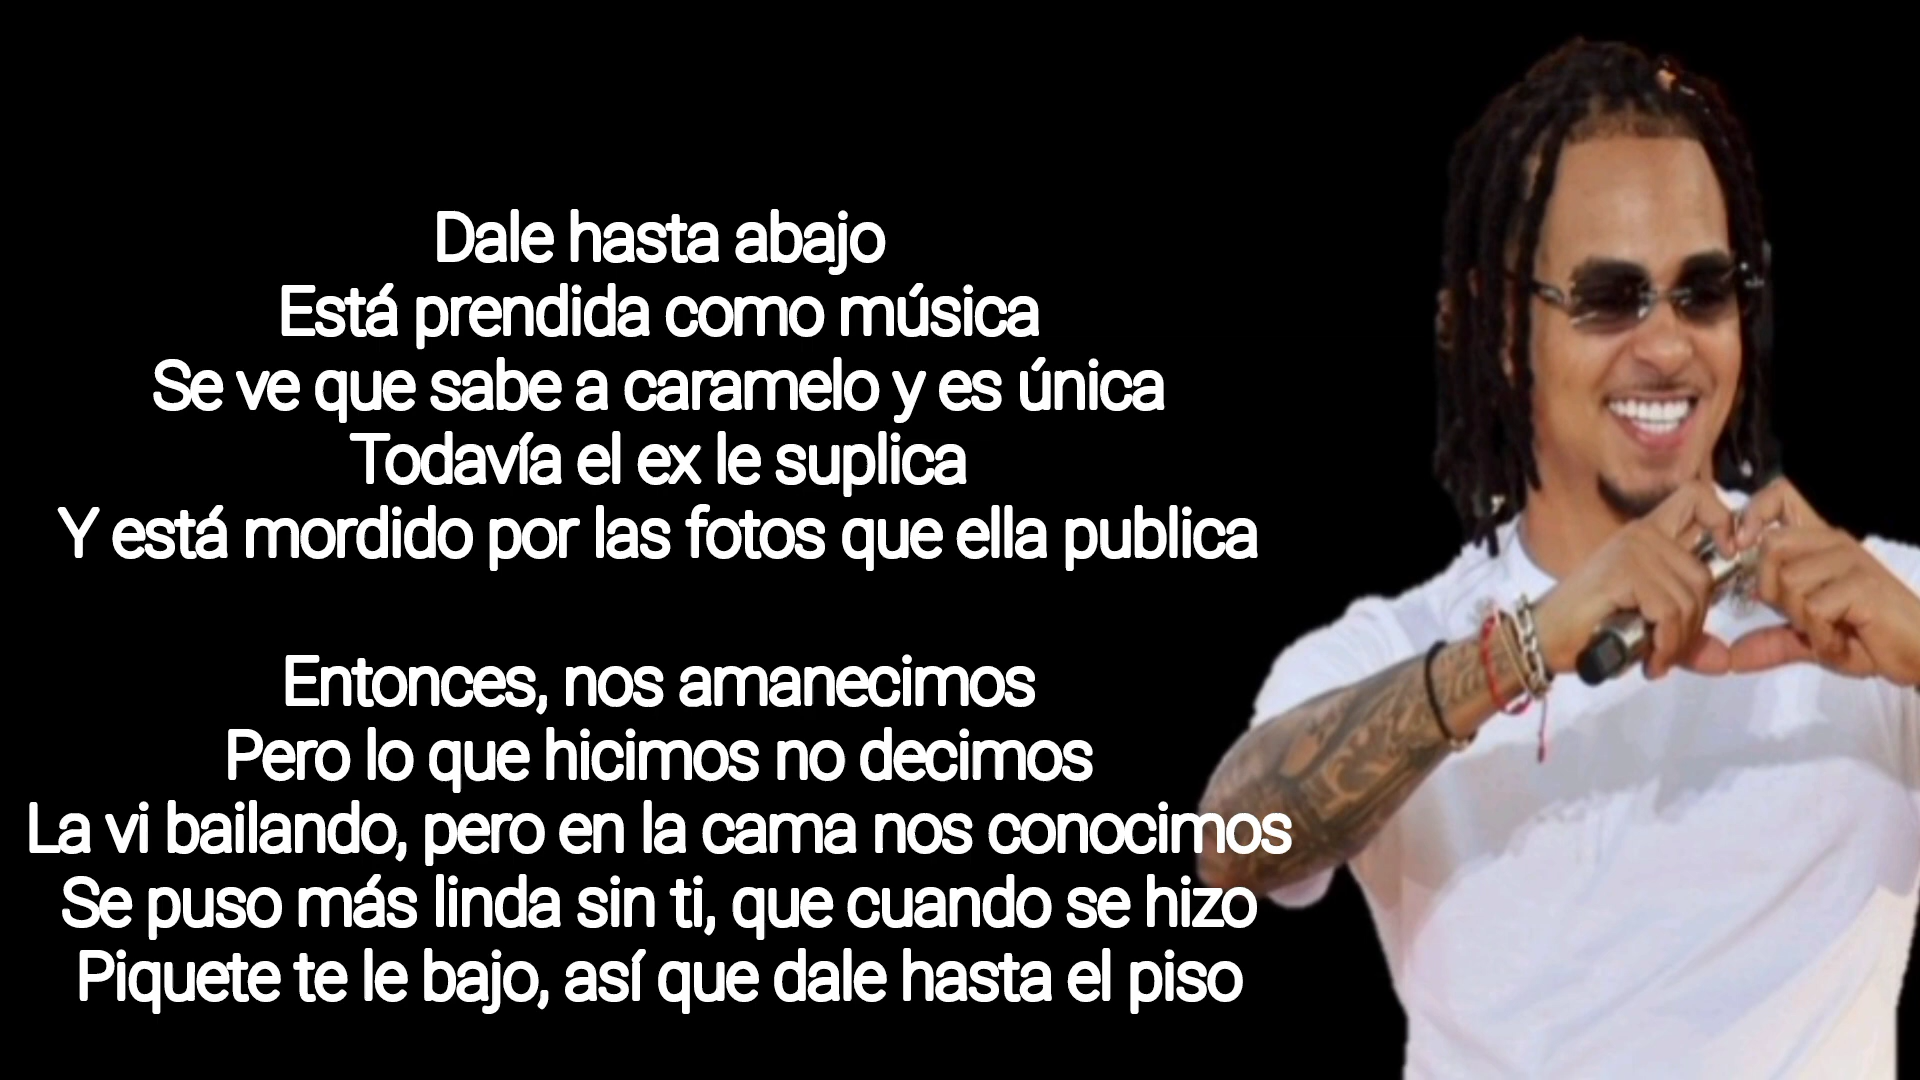 Dale hasta abajo
Está prendida como música
Se ve que sabe a caramelo y es única
Todavía el ex le suplica
Y está mordido por las fotos que ella publica
Entonces, nos amanecimos
Pero lo que hicimos no decimos
La vi bailando, pero en la cama nos conocimos
Se puso más linda sin ti, que cuando se hizo
Piquete te le bajo, así que dale hasta el piso